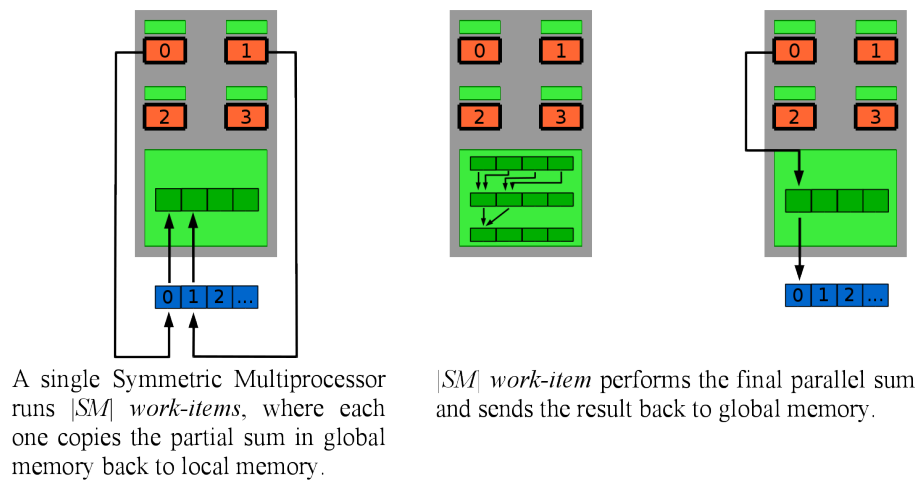 0 1
2 3
0 1 2 ...
0 1
2 3
0 1
2 3
0 1 2 ...
A single Symmetric Multiprocessor
runs |SM| work-items, where each
one copies the partial sum in global
memory back to local memory.
|SM| work-item performs the final parallel sum
and sends the result back to global memory.